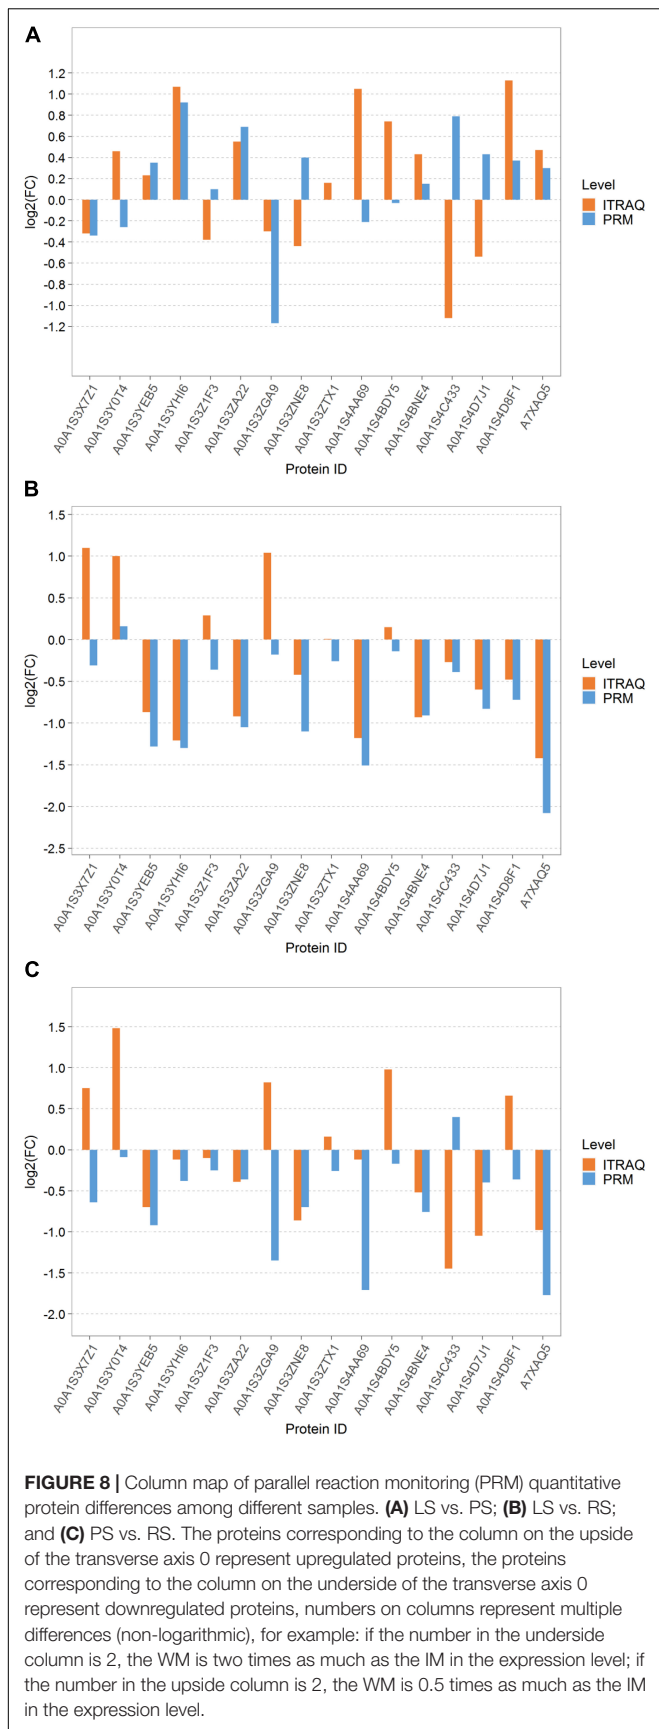 A
1.2
1.0
0.8
0.6
0.4
0.2
0.0
-0.2
-0.4
-0.6
-0.8
-1.0
-1.2
log2(FC)
Level
ITRAQ
PRM
A0A1S3X7Z1
A0A1S3Y0T4
A0A1S3YEB5
A0A1S3YHI6
A0A1S3Z1F3
A0A1S3ZA22
A0A1S3ZGA9
A0A1S3ZNE8
A0A1S3ZTX1
A0A1S4AA69
A0A1S4BDY5
A0A1S4BNE4
A0A1S4C433
A0A1S4D7J1
A0A1S4D8F1
A7XAQ5
Protein ID
B
1.5
1.0
0.5
0.0
-0.5
-1.0
-1.5
-2.0
-2.5
log2(FC)
Level
ITRAQ
PRM
A0A1S3X7Z1
A0A1S3Y0T4
A0A1S3YEB5
A0A1S3YHI6
A0A1S3Z1F3
A0A1S3ZA22
A0A1S3ZGA9
A0A1S3ZNE8
A0A1S3ZTX1
A0A1S4AA69
A0A1S4BDY5
A0A1S4BNE4
A0A1S4C433
A0A1S4D7J1
A0A1S4D8F1
A7XAQ5
Protein ID
C
1.5
1.0
0.5
0.0
-0.5
-1.0
-1.5
-2.0
log2(FC)
Level
ITRAQ
PRM
A0A1S3X7Z1
A0A1S3Y0T4
A0A1S3YEB5
A0A1S3YHI6
A0A1S3Z1F3
A0A1S3ZA22
A0A1S3ZGA9
A0A1S3ZNE8
A0A1S3ZTX1
A0A1S4AA69
A0A1S4BDY5
A0A1S4BNE4
A0A1S4C433
A0A1S4D7J1
A0A1S4D8F1
A7XAQ5
Protein ID
FIGURE 8 | Column map of parallel reaction monitoring (PRM) quantitative
protein differences among different samples. (A) LS vs. PS; (B) LS vs. RS;
and (C) PS vs. RS. The proteins corresponding to the column on the upside
of the transverse axis 0 represent upregulated proteins, the proteins
corresponding to the column on the underside of the transverse axis 0
represent downregulated proteins, numbers on columns represent multiple
differences (non-logarithmic), for example: if the number in the underside
column is 2, the WM is two times as much as the IM in the expression level; if
the number in the upside column is 2, the WM is 0.5 times as much as the IM
in the expression level.